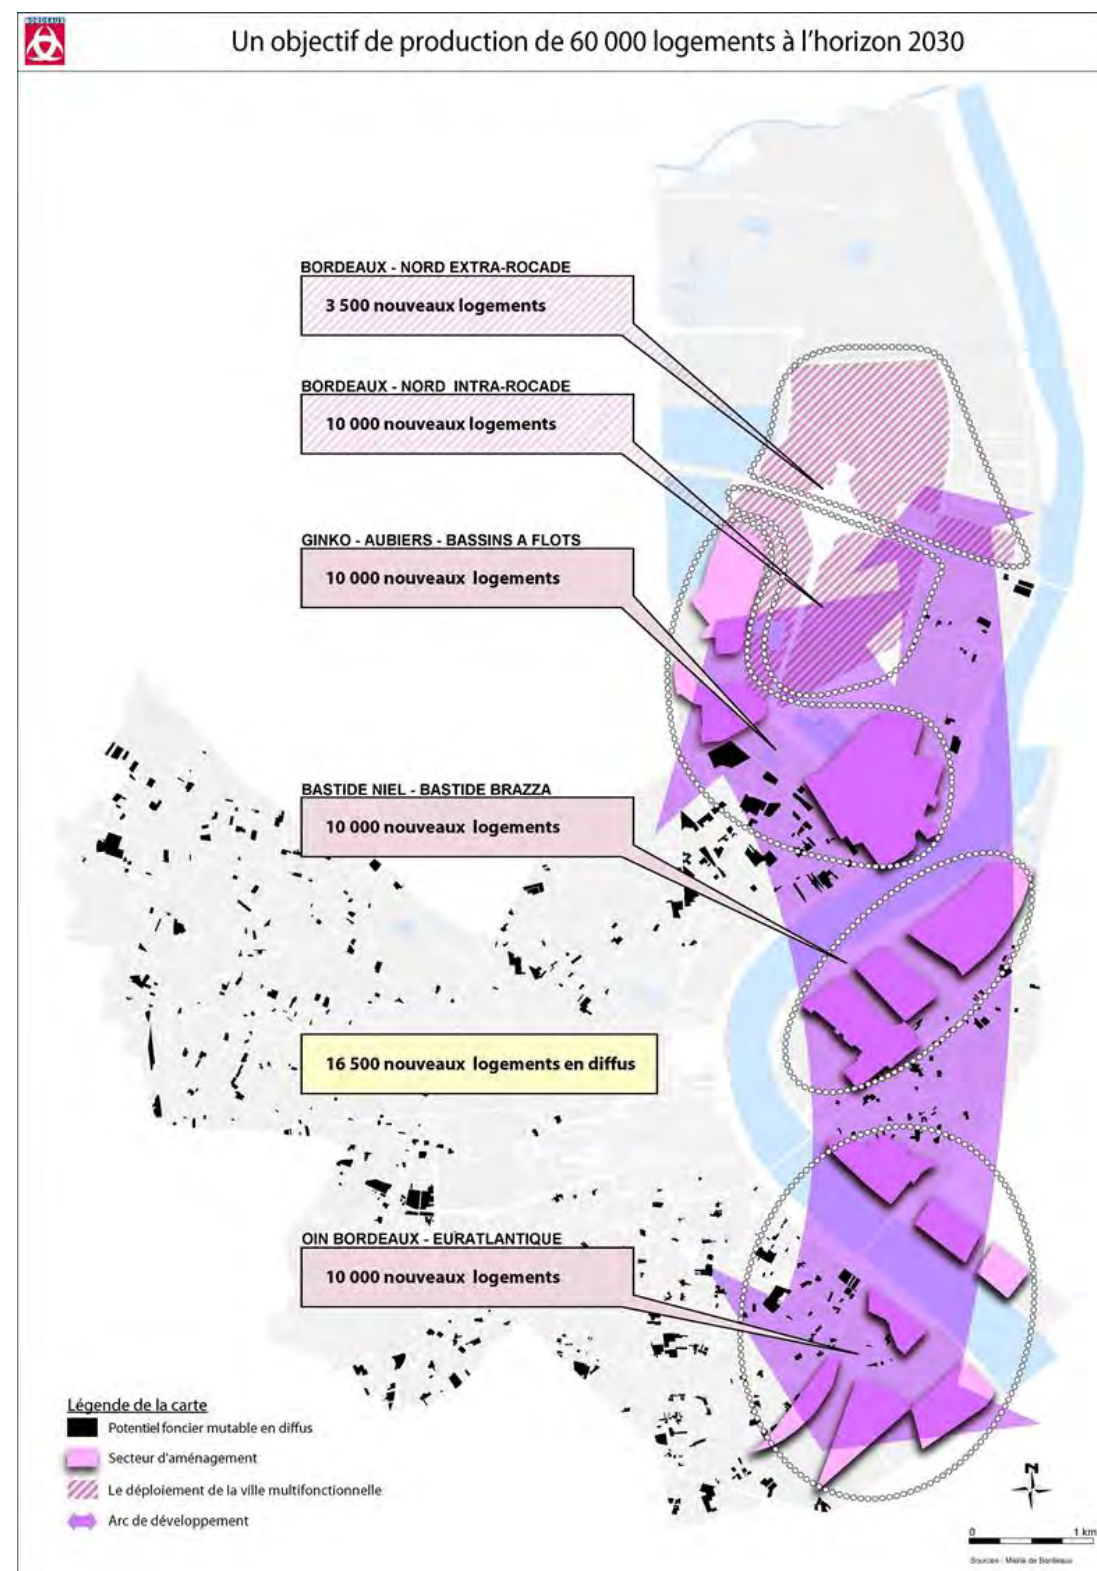 BORDEAUX
Un objectif de production de 60 000 logements à l'horizon 2030
BORDEAUX - NORD EXTRA-ROCADE
3 500 nouveaux logements
BORDEAUX - NORD INTRA-ROCADE
10 000 nouveaux logements
GINKO - AUBIERS - BASSINS A FLOTS
10 000 nouveaux logements
BASTIDE NIEL - BASTIDE BRAZZA
10 000 nouveaux logements
16 500 nouveaux logements en diffus
OIN BORDEAUX - EURATLANTIQUE
10 000 nouveaux logements
Légende de la carte
Potentiel foncier mutable en diffus
Secteur d'aménagement
Le déploiement de la ville multifonctionnelle
Arc de développement
N
0 1 km
Sources : Mairie de Bordeaux